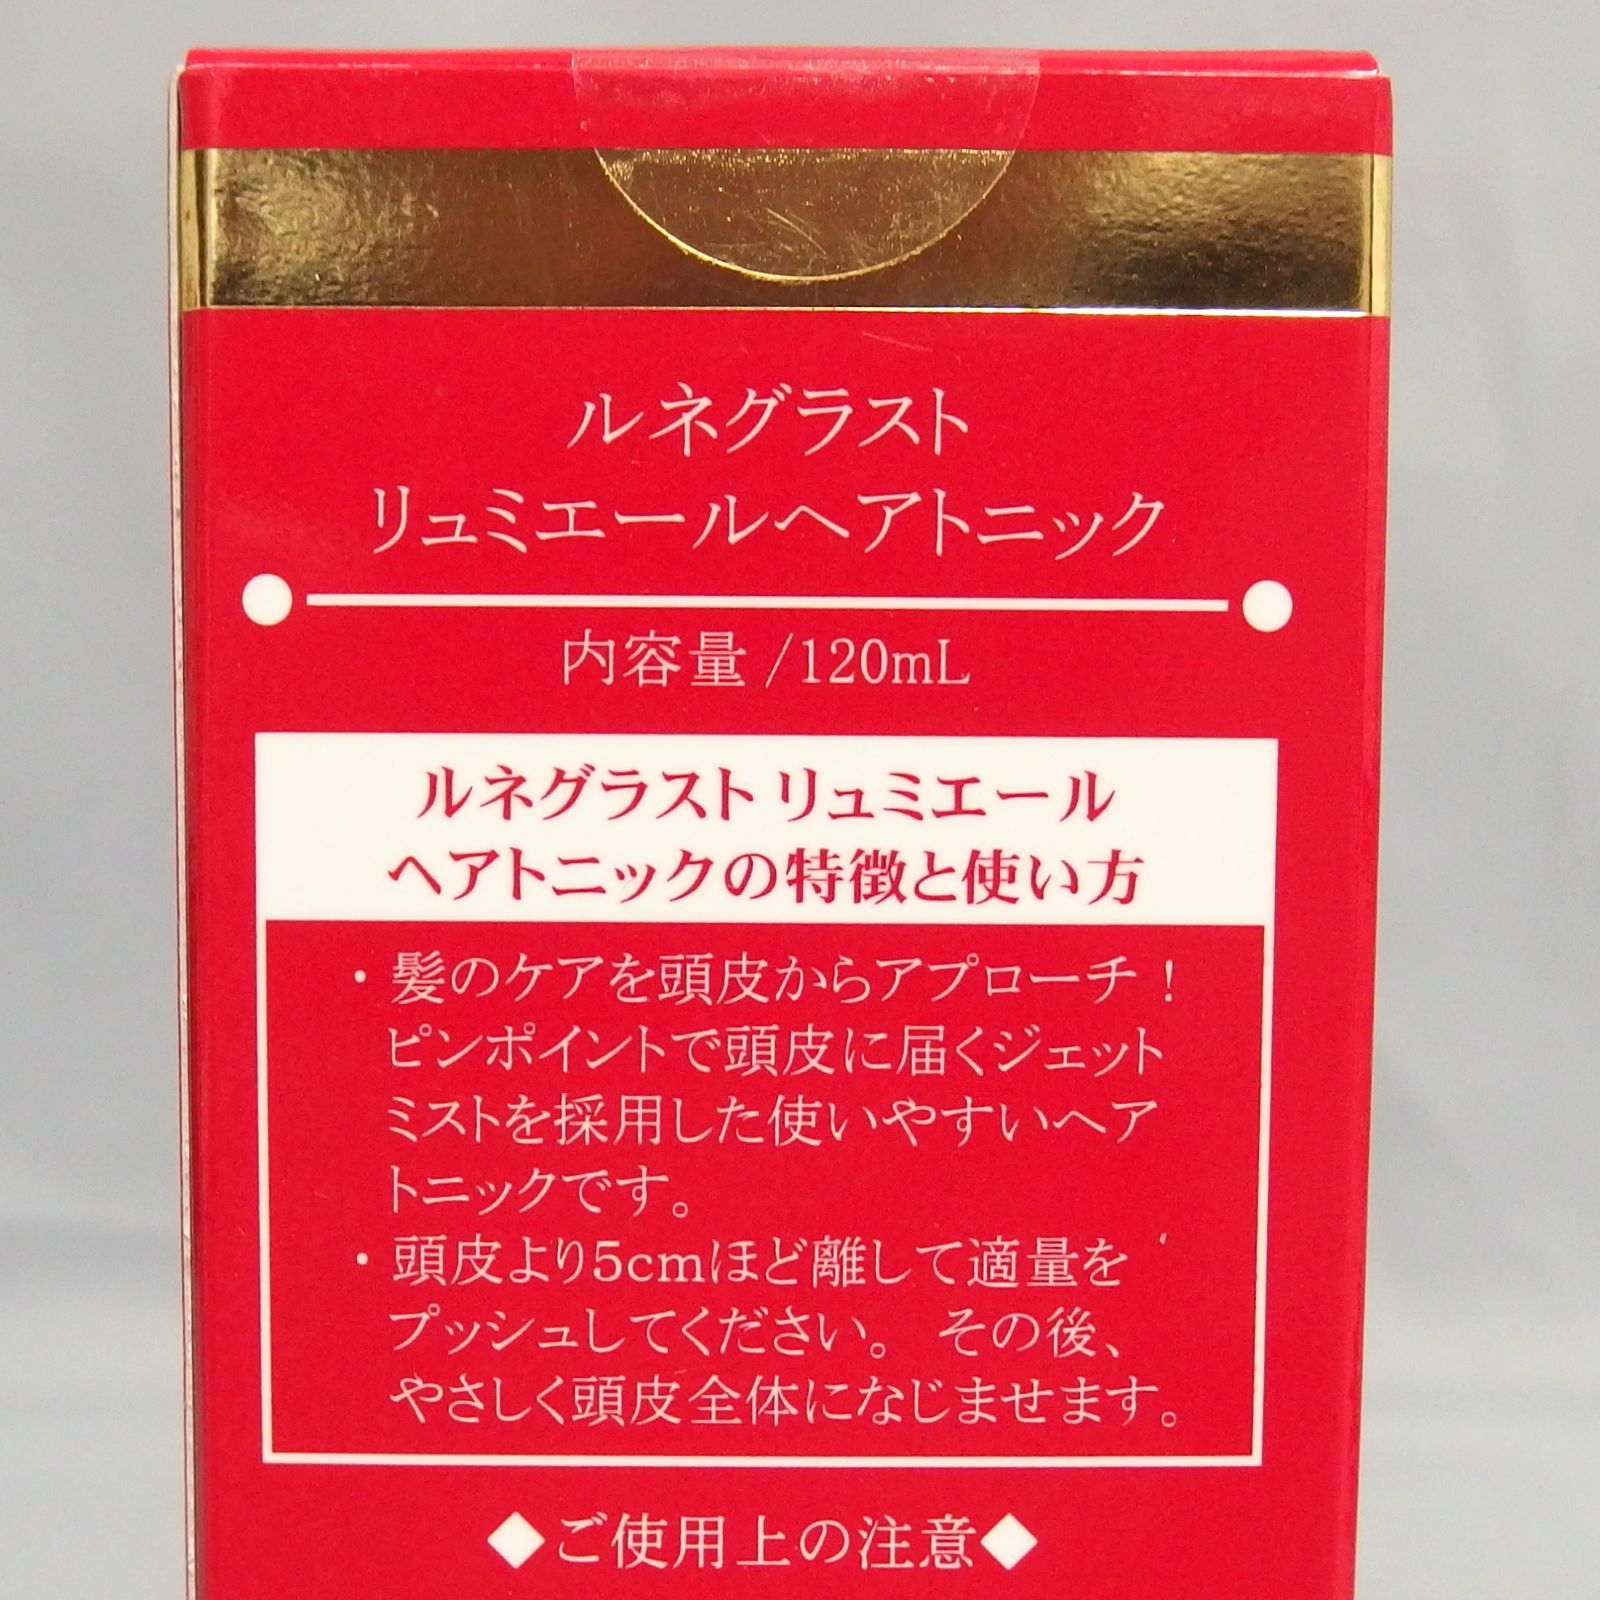 ルネグラスト
リュミエールヘアトニック
内容量 /120mL
ルネグラスト リュミエール
ヘアトニックの特徴と使い方
・髪のケアを頭皮からアプローチ！
ピンポイントで頭皮に届くジェット
ミストを採用した使いやすいヘア
トニックです。
・頭皮より5cmほど離して適量を
プッシュしてください。 その後、
やさしく頭皮全体になじませます。
◆ご使用上の注意◆